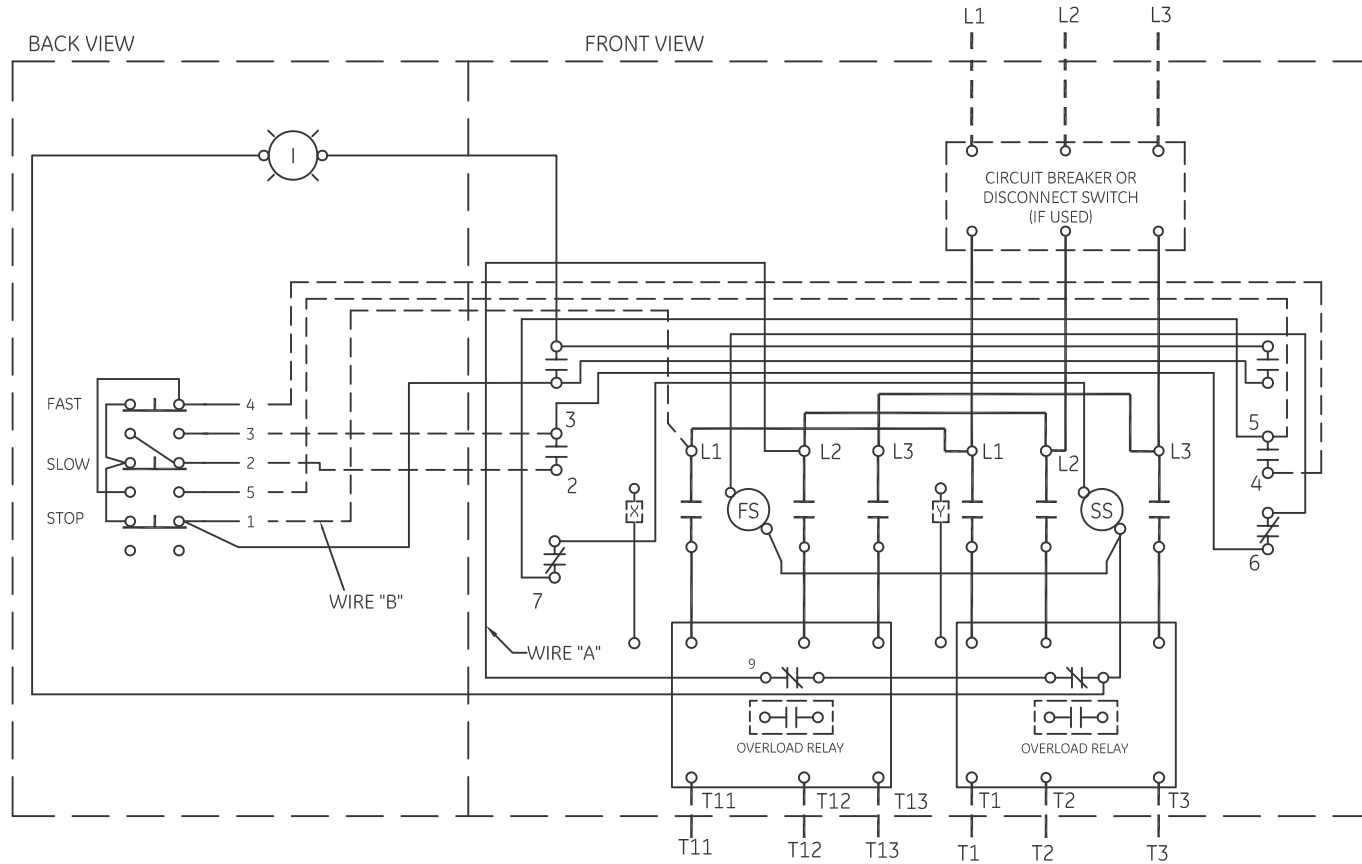 L1 L2 L3
BACK VIEW FRONT VIEW
I
CIRCUIT BREAKER OR
DISCONNECT SWITCH
(IF USED)
FAST 4
3
SLOW 2
5
STOP 1
3
2
7
5
4
6
L1 L2 L3 L1 L2 L3
X FS Y SS
WIRE "B"
WIRE "A"
9
OVERLOAD RELAY OVERLOAD RELAY
T11 T12 T13 T1 T2 T3
T11 T12 T13 T1 T2 T3